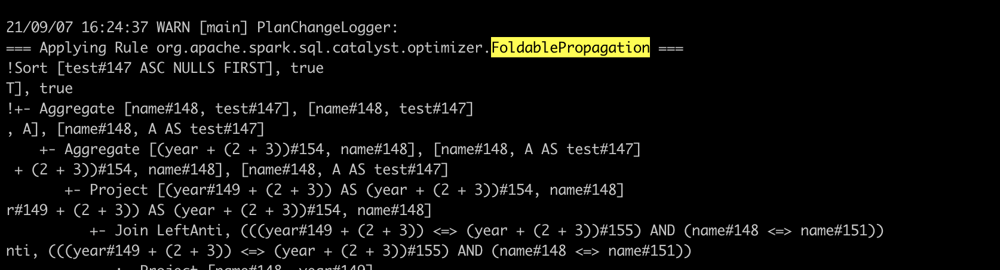 21/09/07 16:24:37 WARN [main] PlanChangeLogger:
=== Applying Rule org.apache.spark.sql.catalyst.optimizer.FoldablePropagation ===
!Sort [test#147 ASC NULLS FIRST], true
T], true
!+- Aggregate [name#148, test#147], [name#148, test#147]
, A], [name#148, A AS test#147]
+- Aggregate [(year + (2 + 3))#154, name#148], [name#148, A AS test#147]
+ (2 + 3))#154, name#148], [name#148, A AS test#147]
+- Project [(year#149 + (2 + 3)) AS (year + (2 + 3))#154, name#148]
r#149 + (2 + 3)) AS (year + (2 + 3))#154, name#148]
+- Join LeftAnti, (((year#149 + (2 + 3)) <=> (year + (2 + 3))#155) AND (name#148 <=> name#151))
nti, (((year#149 + (2 + 3)) <=> (year + (2 + 3))#155) AND (name#148 <=> name#151))
:- Project [name#148, year#149]